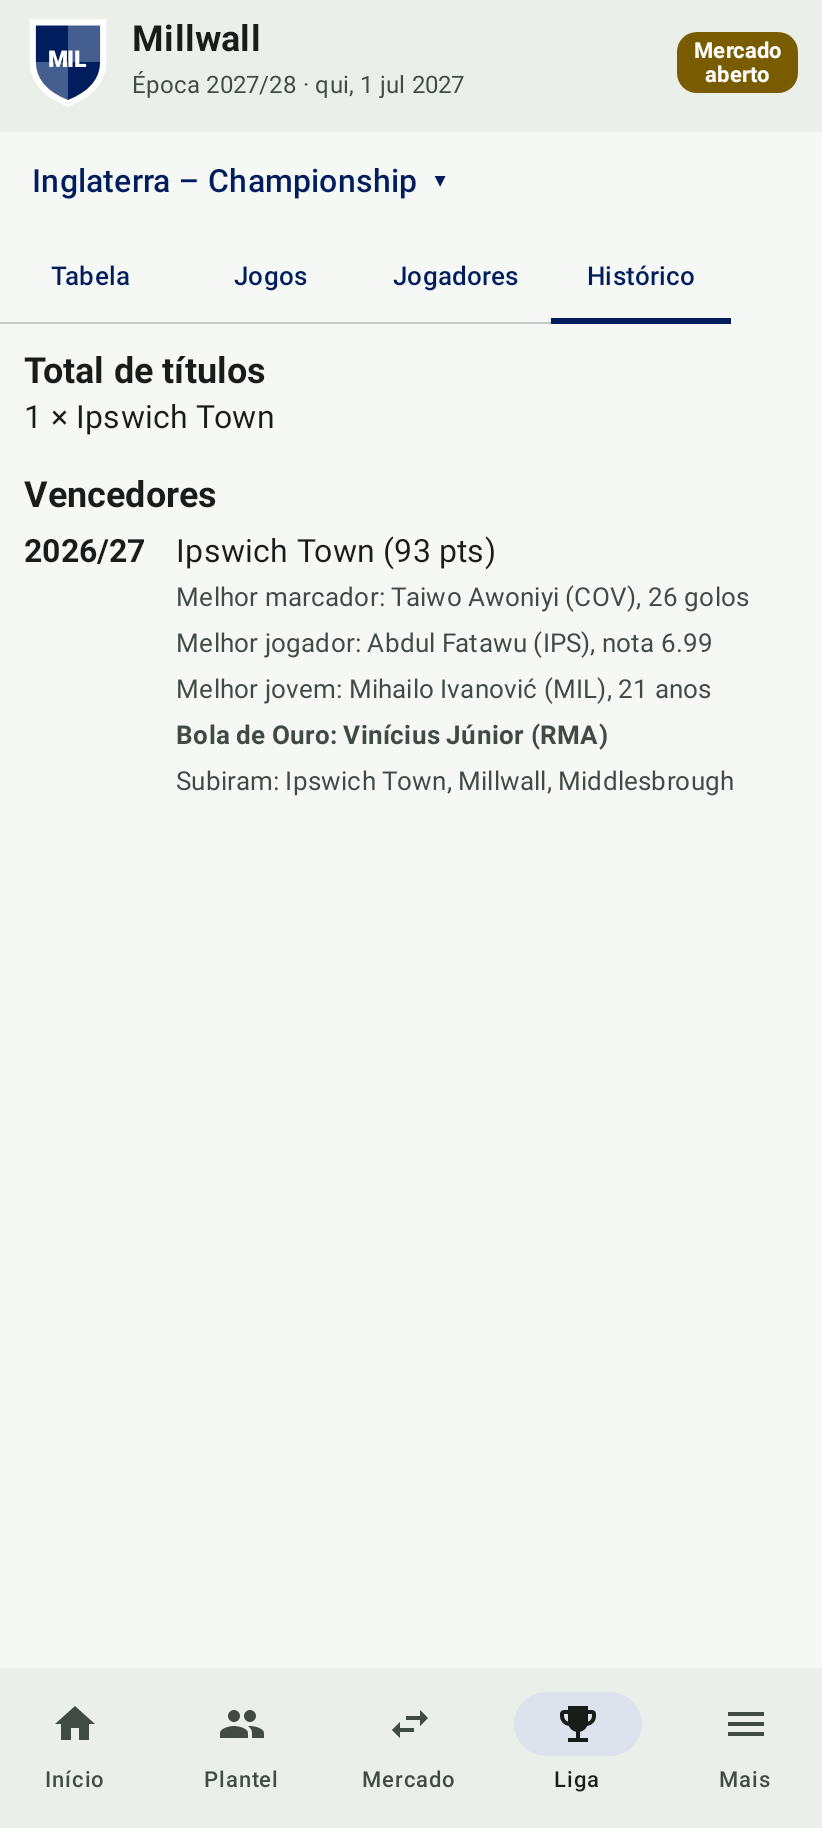 MIL
Millwall
Época 2027/28 · qui, 1 jul 2027
Mercado
aberto
Inglaterra – Championship ▼
Tabela
Jogos
Jogadores
Histórico
Total de títulos
1 × Ipswich Town
Vencedores
2026/27 Ipswich Town (93 pts)
Melhor marcador: Taiwo Awoniyi (COV), 26 golos
Melhor jogador: Abdul Fatawu (IPS), nota 6.99
Melhor jovem: Mihailo Ivanović (MIL), 21 anos
Bola de Ouro: Vinícius Júnior (RMA)
Subiram: Ipswich Town, Millwall, Middlesbrough
Início
Plantel
Mercado
Liga
Mais